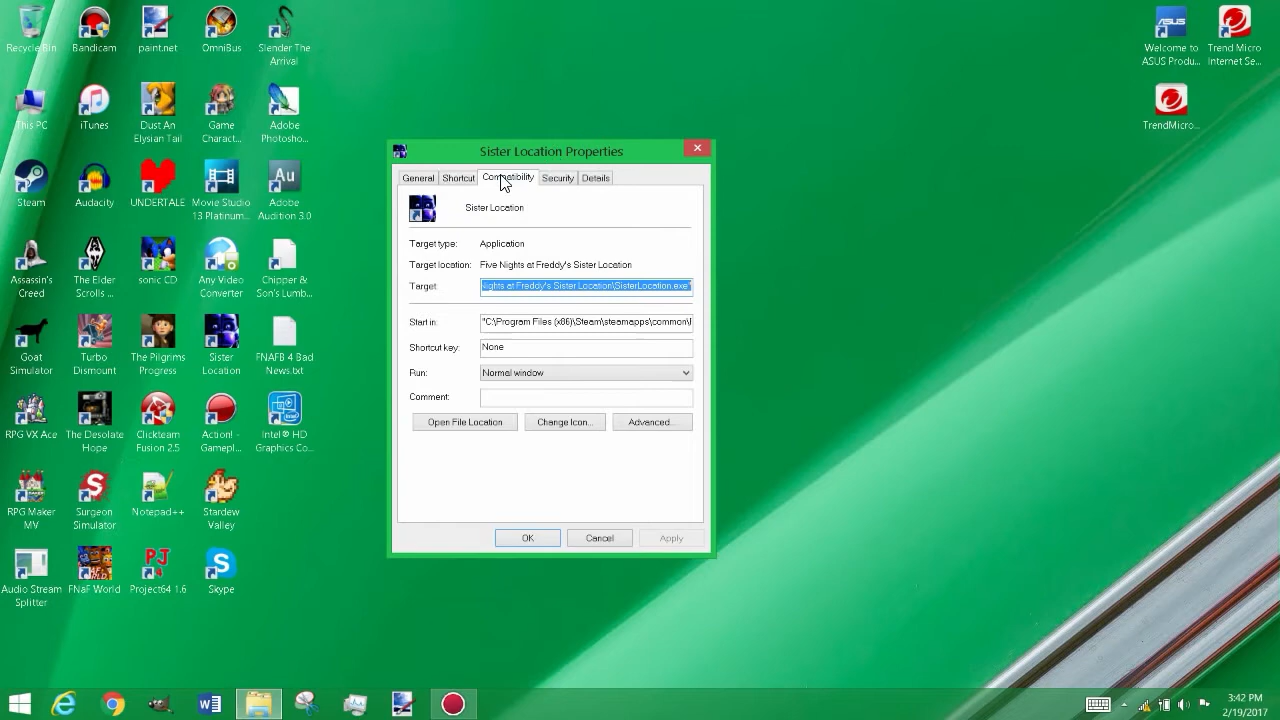 Recycle Bin
Bandicam
paint.net
OmniBus
Slender The
Arrival
Welcome to
ASUS Produ...
Trend Micro
Internet Se...
This PC
iTunes
Dust An
Elysian Tail
Game
Charact...
Adobe
Photosho...
TrendMicro...
Steam
Audacity
UNDERTALE
Movie Studio
13 Platinum...
Adobe
Audition 3.0
Assassin's
Creed
The Elder
Scrolls ...
sonic CD
Any Video
Converter
Chipper &
Son's Lumb...
Goat
Simulator
Turbo
Dismount
The Pilgrims
Progress
Sister
Location
FNAFB 4 Bad
News.txt
RPG VX Ace
The Desolate
Hope
Clickteam
Fusion 2.5
Action! -
Gamepl...
Intel® HD
Graphics Co...
RPG Maker
MV
Surgeon
Simulator
Notepad++
Stardew
Valley
Audio Stream
Splitter
FNaF World
Project64 1.6
Skype
Sister Location Properties
General
Shortcut
Compatibility
Security
Details
Sister Location
Target type: Application
Target location: Five Nights at Freddy's Sister Location
Target: Nights at Freddy's Sister Location\SisterLocation.exe"
Start in: "C:\Program Files (x86)\Steam\steamapps\common\
Shortcut key: None
Run: Normal window
Comment:
Open File Location
Change Icon...
Advanced...
OK
Cancel
Apply
3:42 PM
2/19/2017